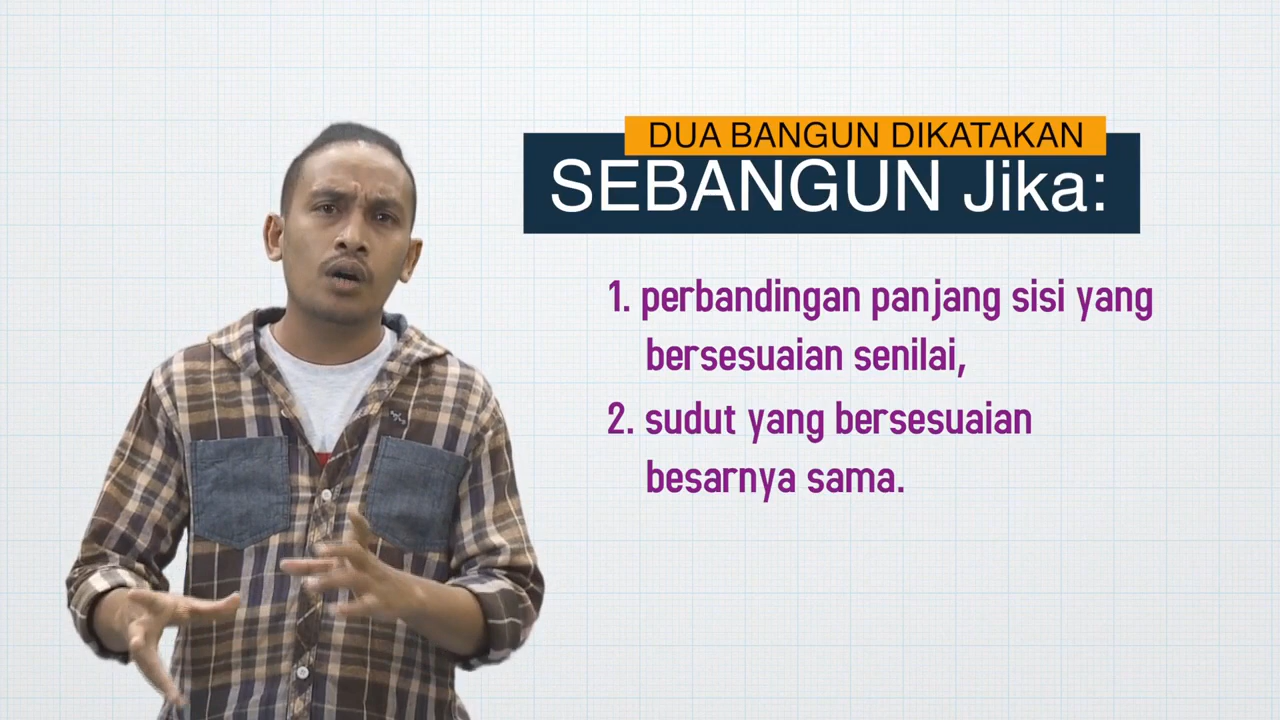 DUA BANGUN DIKATAKAN
SEBANGUN Jika:
1. perbandingan panjang sisi yang
bersesuaian senilai,
2. sudut yang bersesuaian
besarnya sama.